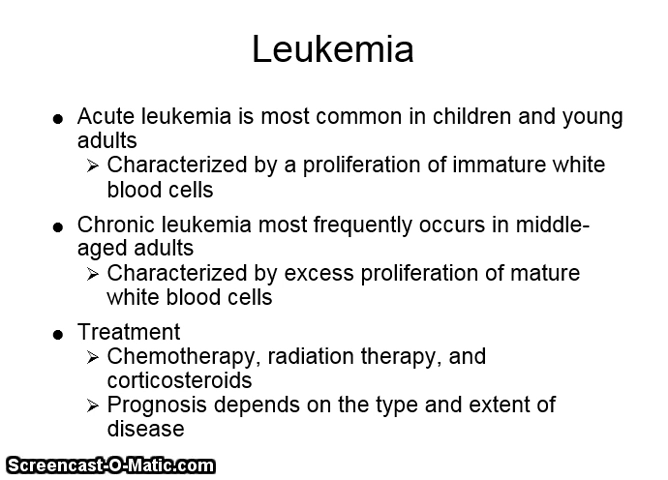 Leukemia
● Acute leukemia is most common in children and young
adults
➢ Characterized by a proliferation of immature white
blood cells
● Chronic leukemia most frequently occurs in middle-
aged adults
➢ Characterized by excess proliferation of mature
white blood cells
● Treatment
➢ Chemotherapy, radiation therapy, and
corticosteroids
➢ Prognosis depends on the type and extent of
disease
Screencast-O-Matic.com